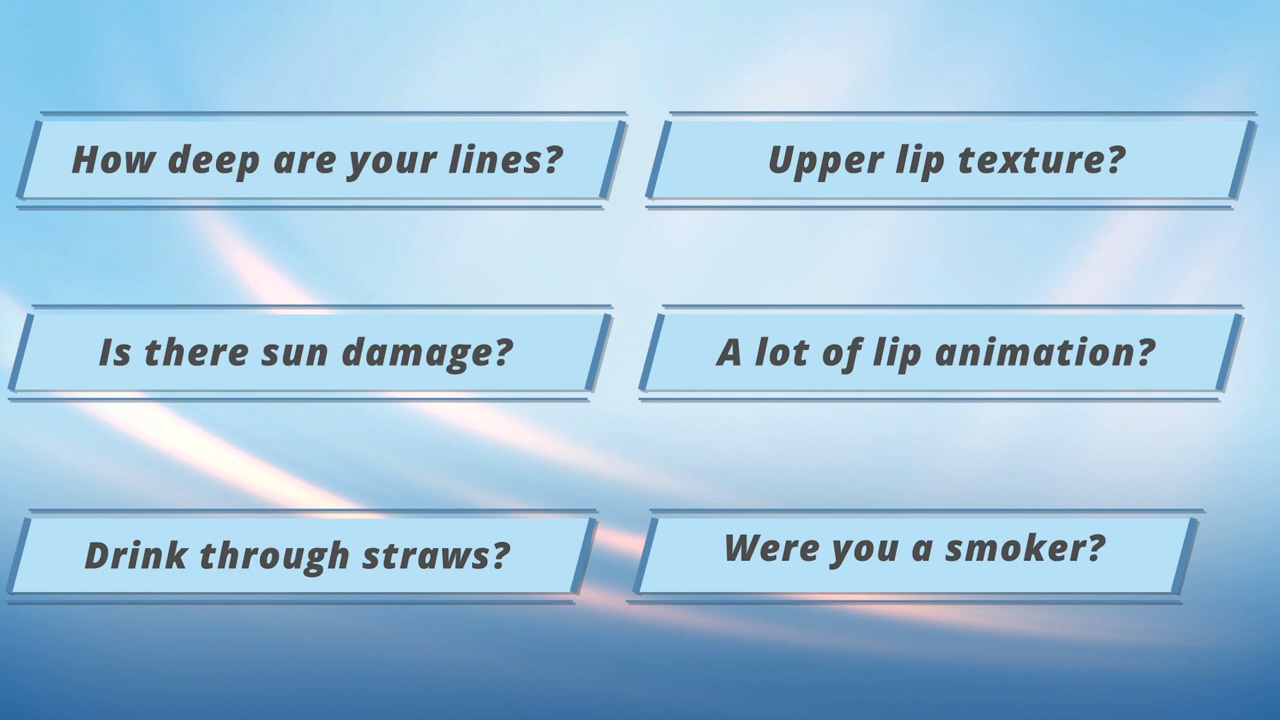 How deep are your lines?
Upper lip texture?
Is there sun damage?
A lot of lip animation?
Drink through straws?
Were you a smoker?